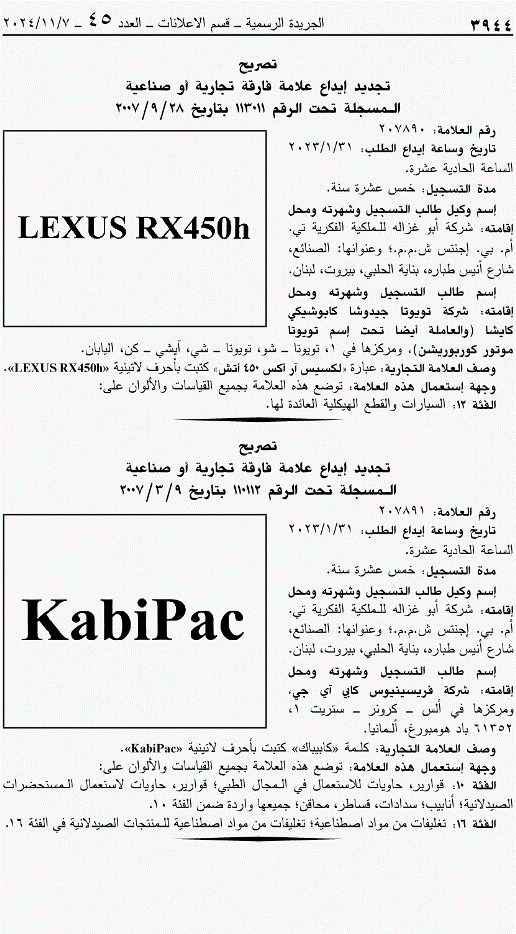 ٣٩٤٤ الجريدة الرسمية ـ قسم الاعلانات ـ العدد ٤٥ ـ ٢٠٢٤/١١/٧
تصريح
تجديد إيداع علامة فارقة تجارية أو صناعية
المسجلة تحت الرقم ١١٣٠١١ بتاريخ ٢٠٠٧/٩/٢٨
رقم العلامة: ٢٠٧٨٩٠
تاريخ وساعة إيداع الطلب: ٢٠٢٣/١/٣١
الساعة الحادية عشرة.
مدة التسجيل: خمس عشرة سنة.
إسم وكيل طالب التسجيل وشهرته ومحل
إقامته: شركة أبو غزاله للملكية الفكرية تي.
أم. بي. إجنتس ش.م.م.؛ وعنوانها: الصنائع،
شارع أنيس طباره، بناية الحلبي، بيروت، لبنان.
إسم طالب التسجيل وشهرته ومحل
إقامته: شركة تويوتا جيدوشا كابوشيكي
كايشا (والعاملة أيضا تحت إسم تويوتا
موتور كوربوريشن)، ومركزها في ١، تويوتا ـ شو، تويوتا ـ شي، آيشي ـ كن، اليابان.
LEXUS RX450h
وصف العلامة التجارية: عبارة «لكسيس آر أكس ٤٥٠ أتش» كتبت بأحرف لاتينية «LEXUS RX450h».
وجهة إستعمال هذه العلامة: توضع هذه العلامة بجميع القياسات والألوان على:
الفئة ١٢: السيارات والقطع الهيكلية العائدة لها.
تصريح
تجديد إيداع علامة فارقة تجارية أو صناعية
المسجلة تحت الرقم ١١٠١١٢ بتاريخ ٢٠٠٧/٣/٩
رقم العلامة: ٢٠٧٨٩١
تاريخ وساعة إيداع الطلب: ٢٠٢٣/١/٣١
الساعة الحادية عشرة.
مدة التسجيل: خمس عشرة سنة.
إسم وكيل طالب التسجيل وشهرته ومحل
إقامته: شركة أبو غزاله للملكية الفكرية تي.
أم. بي. إجنتس ش.م.م.؛ وعنوانها: الصنائع،
شارع أنيس طباره، بناية الحلبي، بيروت، لبنان.
إسم طالب التسجيل وشهرته ومحل
إقامته: شركة فريسينيوس كابي آي جي،
ومركزها في ألس ـ كرونر ـ ستريت ١،
٦١٣٥٢ باد هومبورغ، ألمانيا.
KabiPac
وصف العلامة التجارية: كلمة «كابيباك» كتبت بأحرف لاتينية «KabiPac».
وجهة إستعمال هذه العلامة: توضع هذه العلامة بجميع القياسات والألوان على:
الفئة ١٠: قوارير، حاويات للاستعمال في المجال الطبي؛ قوارير، حاويات لاستعمال المستحضرات
الصيدلانية؛ أنابيب؛ سدادات، قساطر، محاقن؛ جميعها واردة ضمن الفئة ١٠.
الفئة ١٦: تغليفات من مواد اصطناعية؛ تغليفات من مواد اصطناعية للمنتجات الصيدلانية في الفئة ١٦.